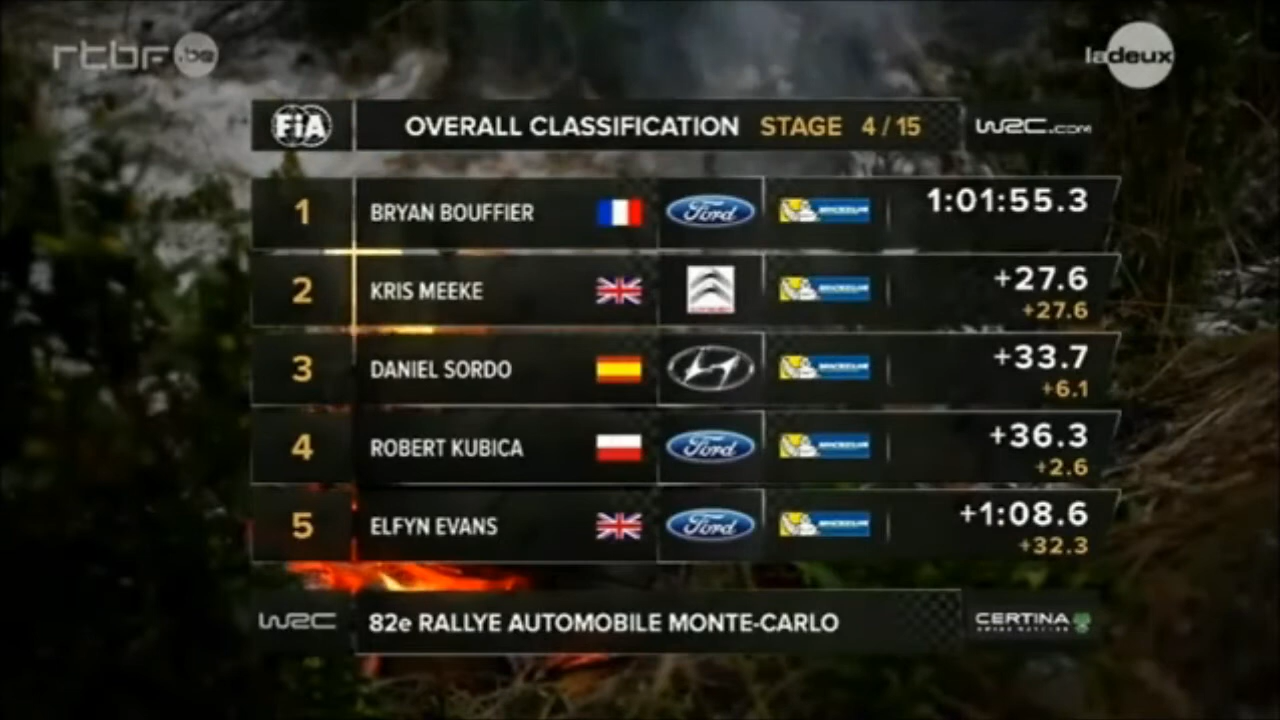 rtbf.be
ladeux
FiA
OVERALL CLASSIFICATION STAGE 4 / 15
WRC.com
1 BRYAN BOUFFIER Ford 1:01:55.3
2 KRIS MEEKE +27.6
+27.6
3 DANIEL SORDO +33.7
+6.1
4 ROBERT KUBICA Ford +36.3
+2.6
5 ELFYN EVANS Ford +1:08.6
+32.3
WRC 82e RALLYE AUTOMOBILE MONTE-CARLO
CERTINA